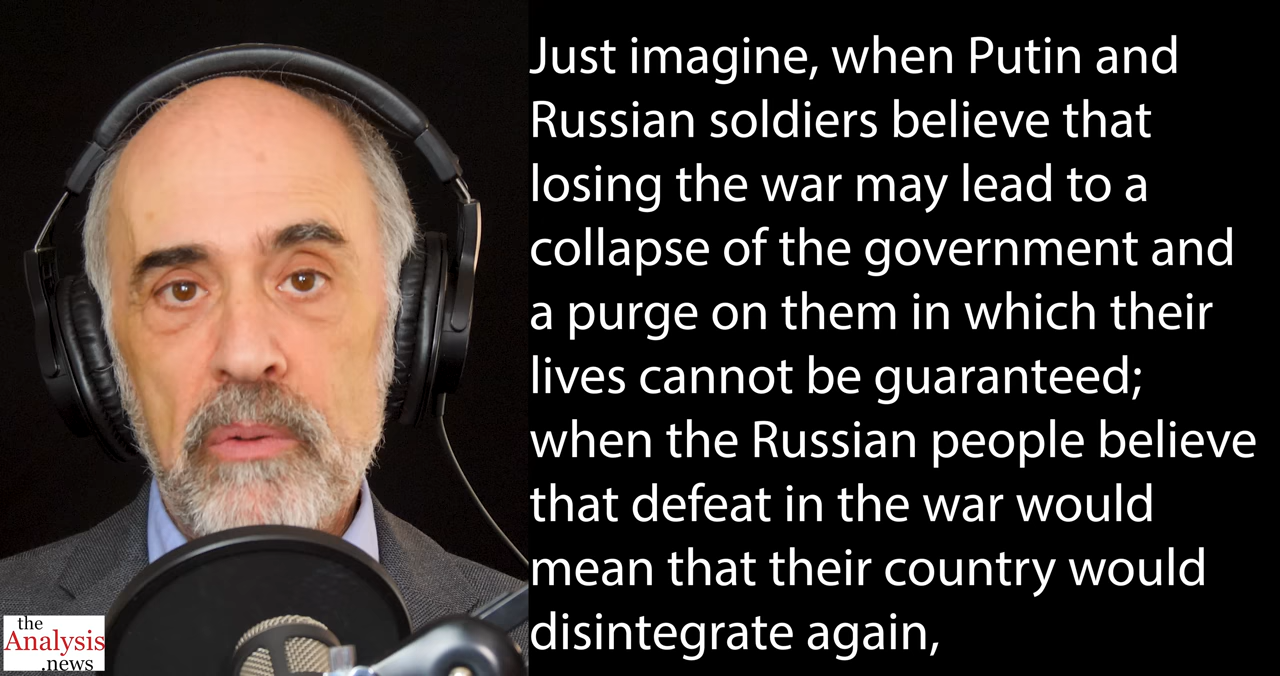 Just imagine, when Putin and
Russian soldiers believe that
losing the war may lead to a
collapse of the government and
a purge on them in which their
lives cannot be guaranteed;
when the Russian people believe
that defeat in the war would
mean that their country would
disintegrate again,
the
Analysis
.news